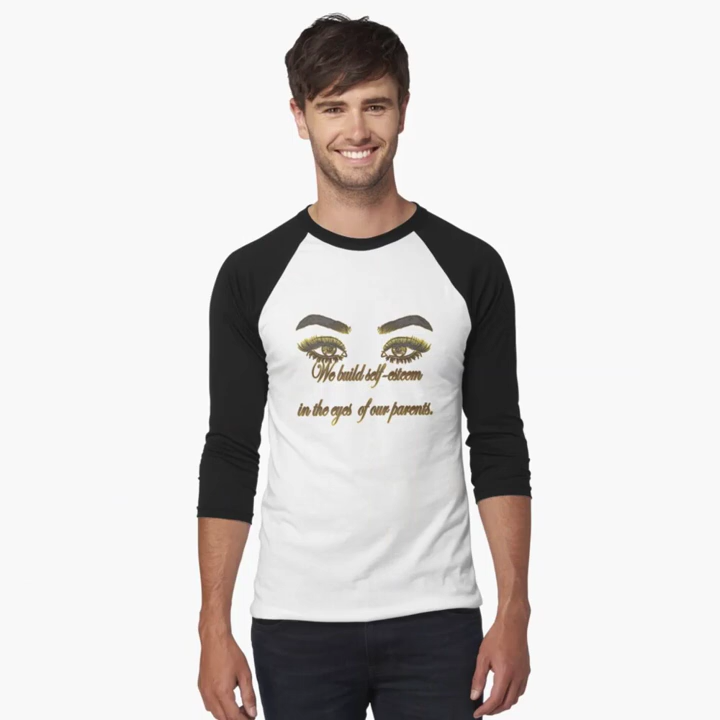 We build self-esteem
in the eyes of our parents.